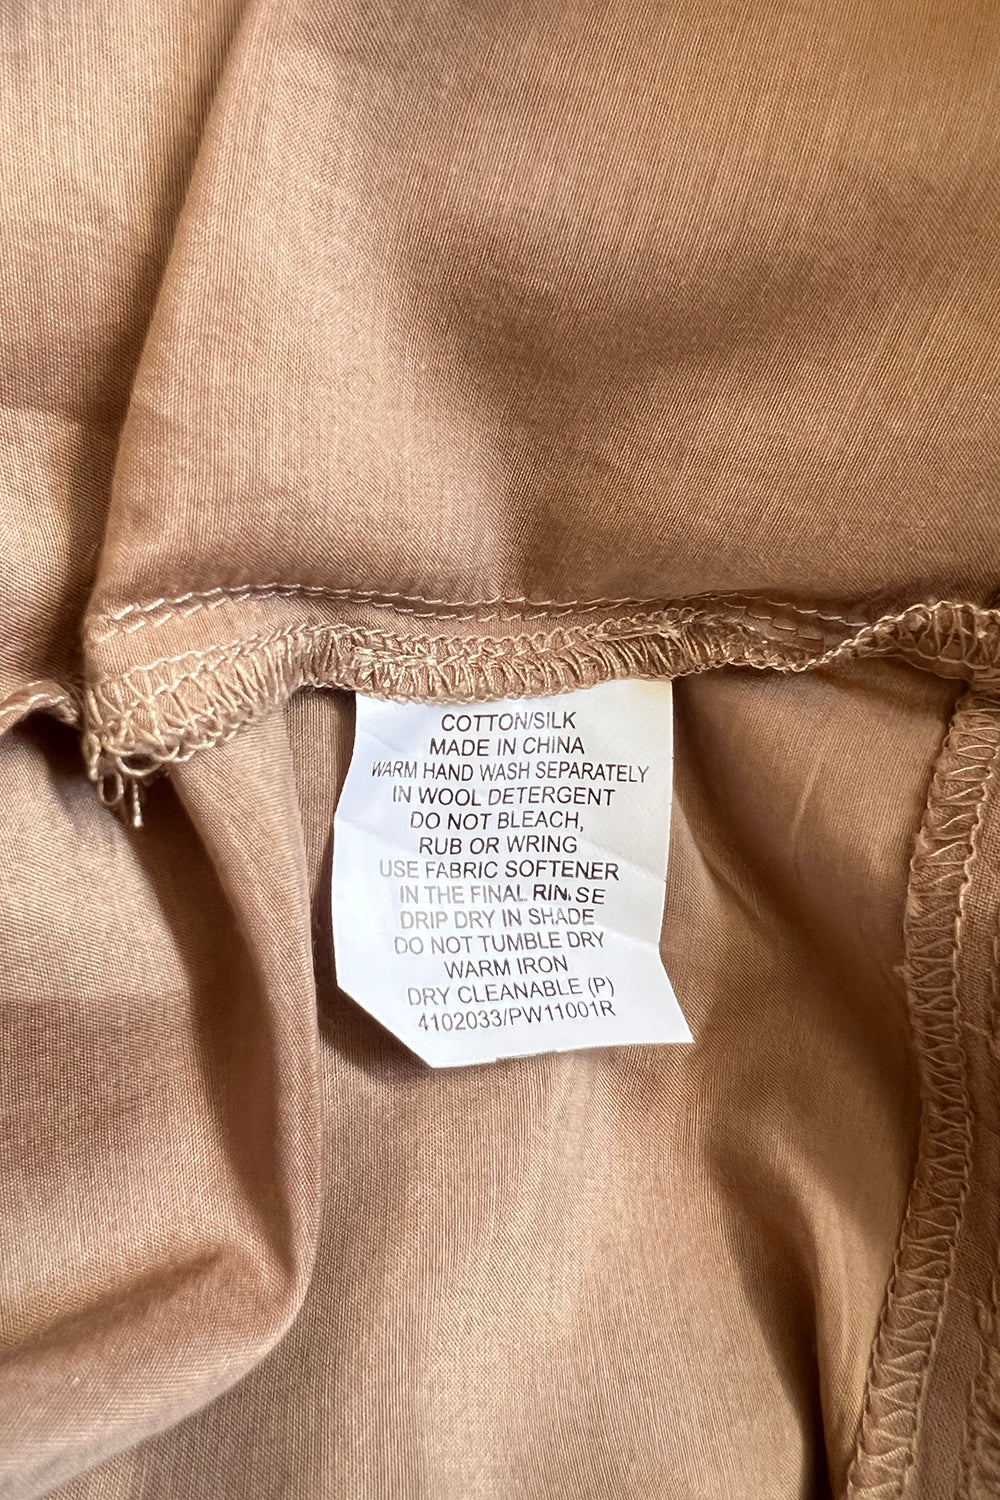 COTTON/SILK
MADE IN CHINA
WARM HAND WASH SEPARATELY
IN WOOL DETERGENT
DO NOT BLEACH,
RUB OR WRING
USE FABRIC SOFTENER
IN THE FINAL RINSE
DRIP DRY IN SHADE
DO NOT TUMBLE DRY
WARM IRON
DRY CLEANABLE (P)
4102033/PW11001R